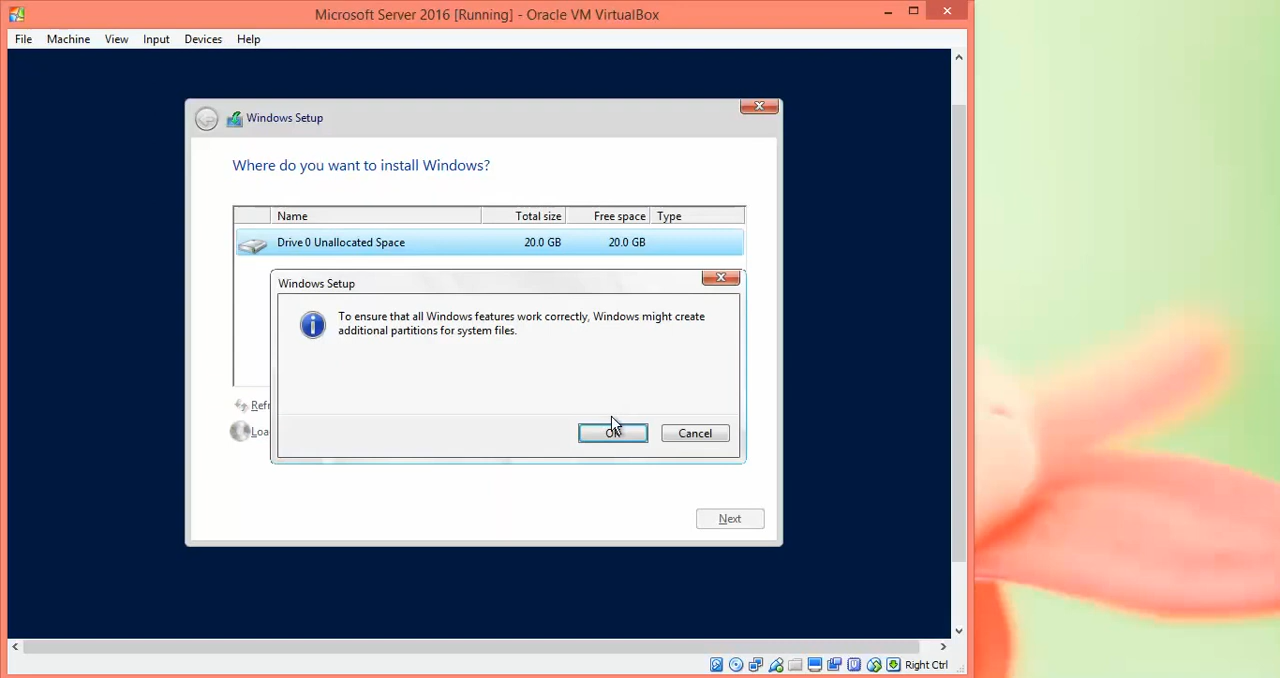 Microsoft Server 2016 [Running] - Oracle VM VirtualBox
File Machine View Input Devices Help
Windows Setup
Where do you want to install Windows?
Name Total size Free space Type
Drive 0 Unallocated Space 20.0 GB 20.0 GB
Windows Setup
To ensure that all Windows features work correctly, Windows might create
additional partitions for system files.
Refr
OK Cancel
Loa
Next
Right Ctrl